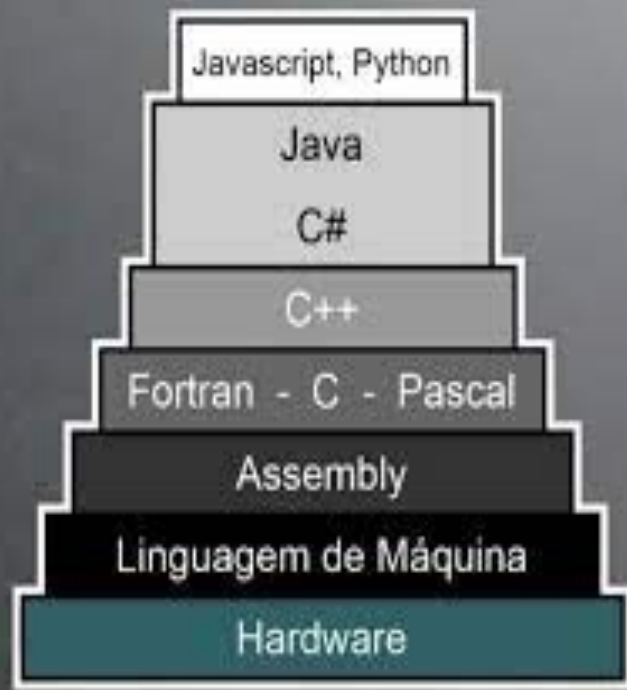 Javascript, Python
Java
C#
C++
Fortran - C - Pascal
Assembly
Linguagem de Máquina
Hardware